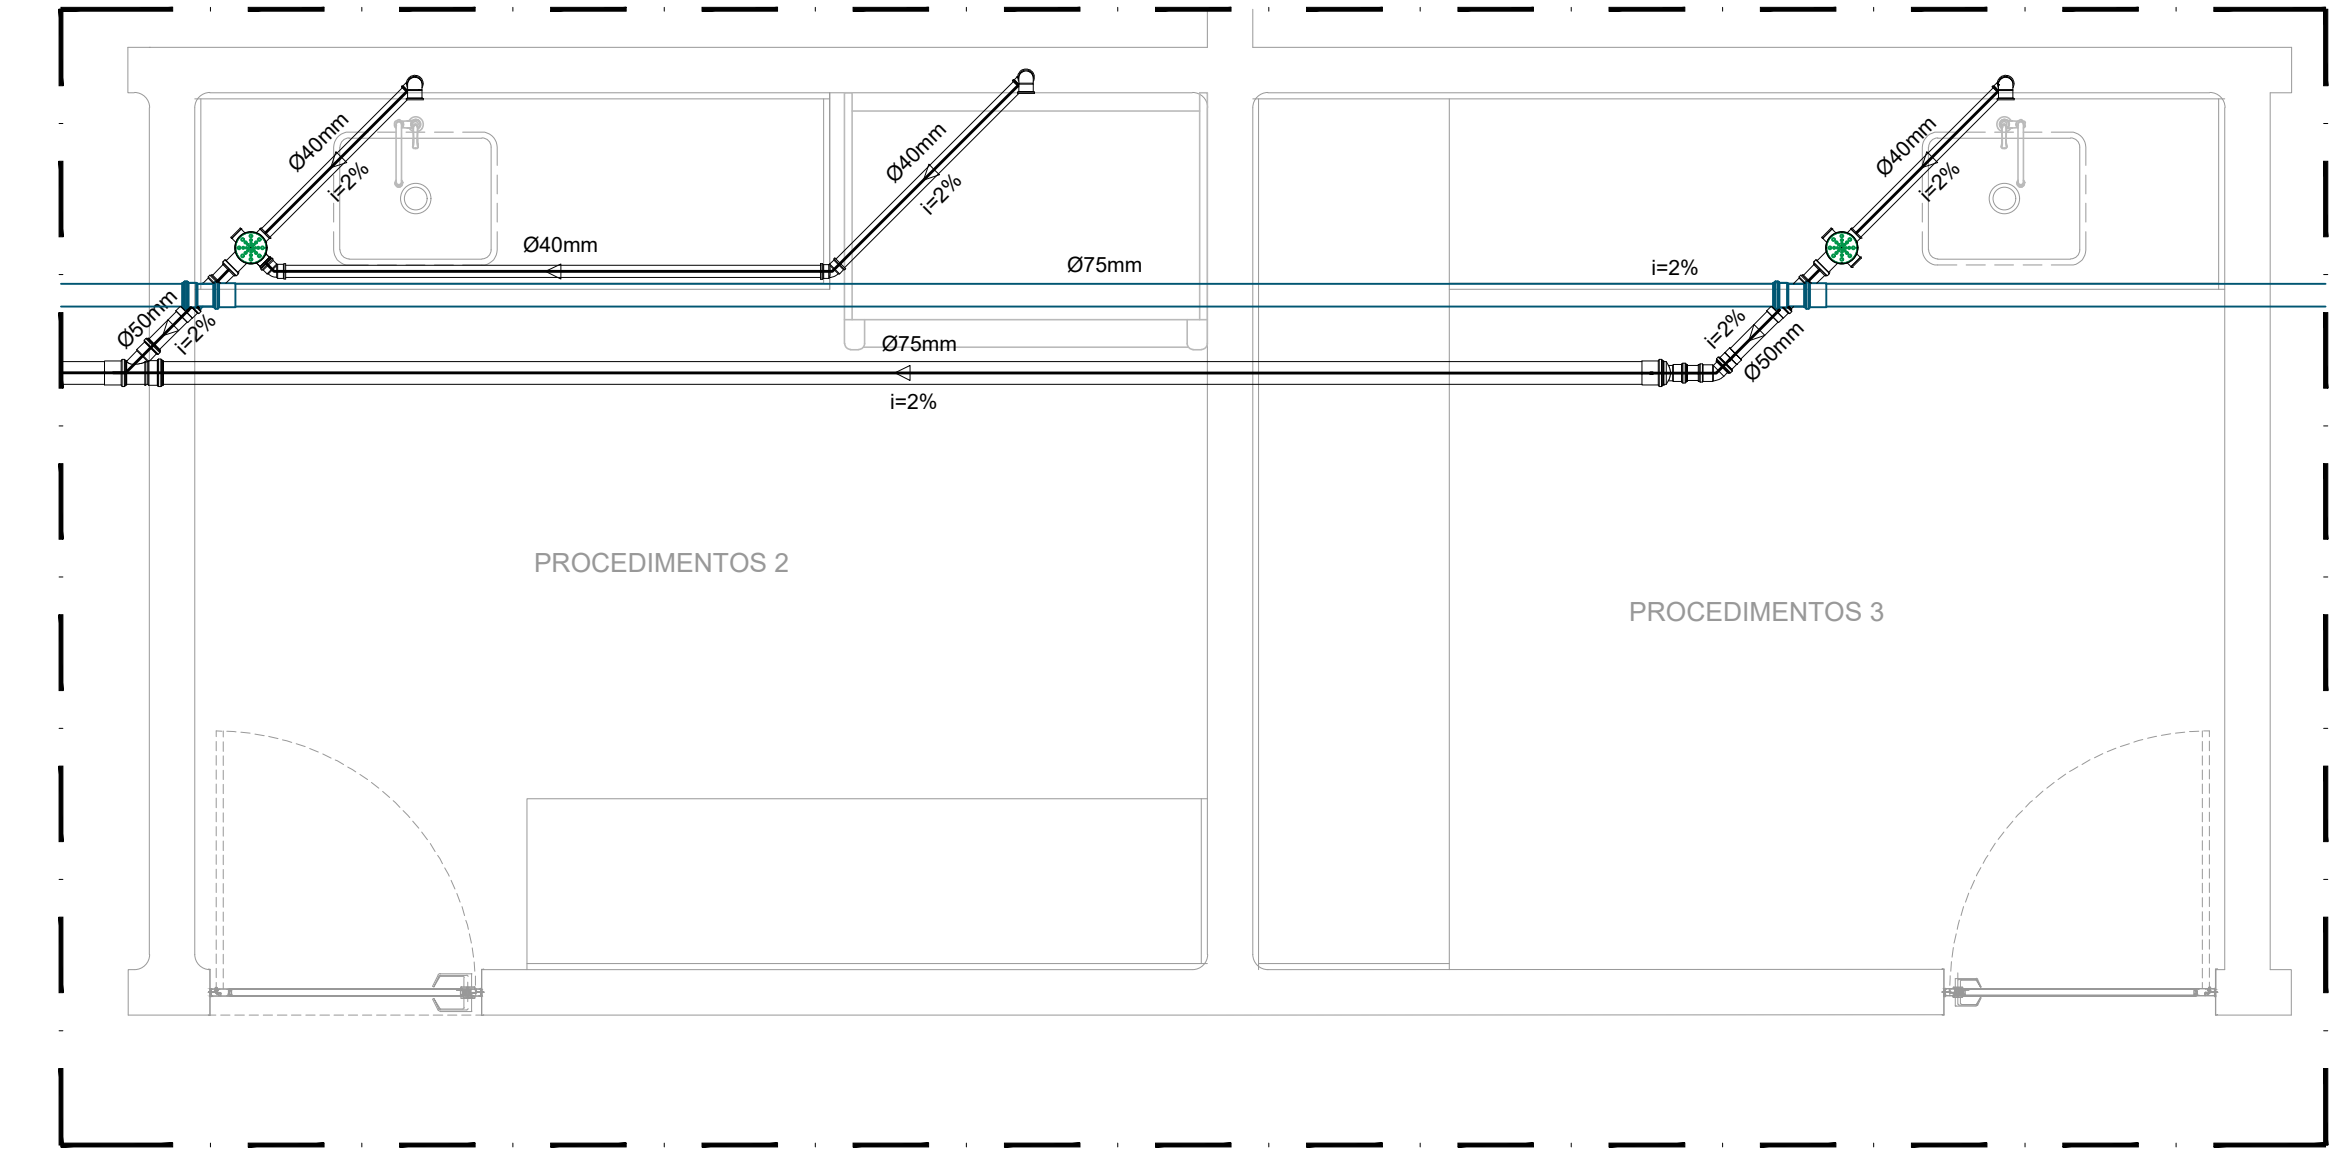 Ø40mm
i=2%
Ø40mm
i=2%
Ø40mm
i=2%
Ø40mm
Ø75mm
i=2%
Ø50mm
i=2%
Ø75mm
i=2%
i=2%
Ø50mm
PROCEDIMENTOS 2
PROCEDIMENTOS 3